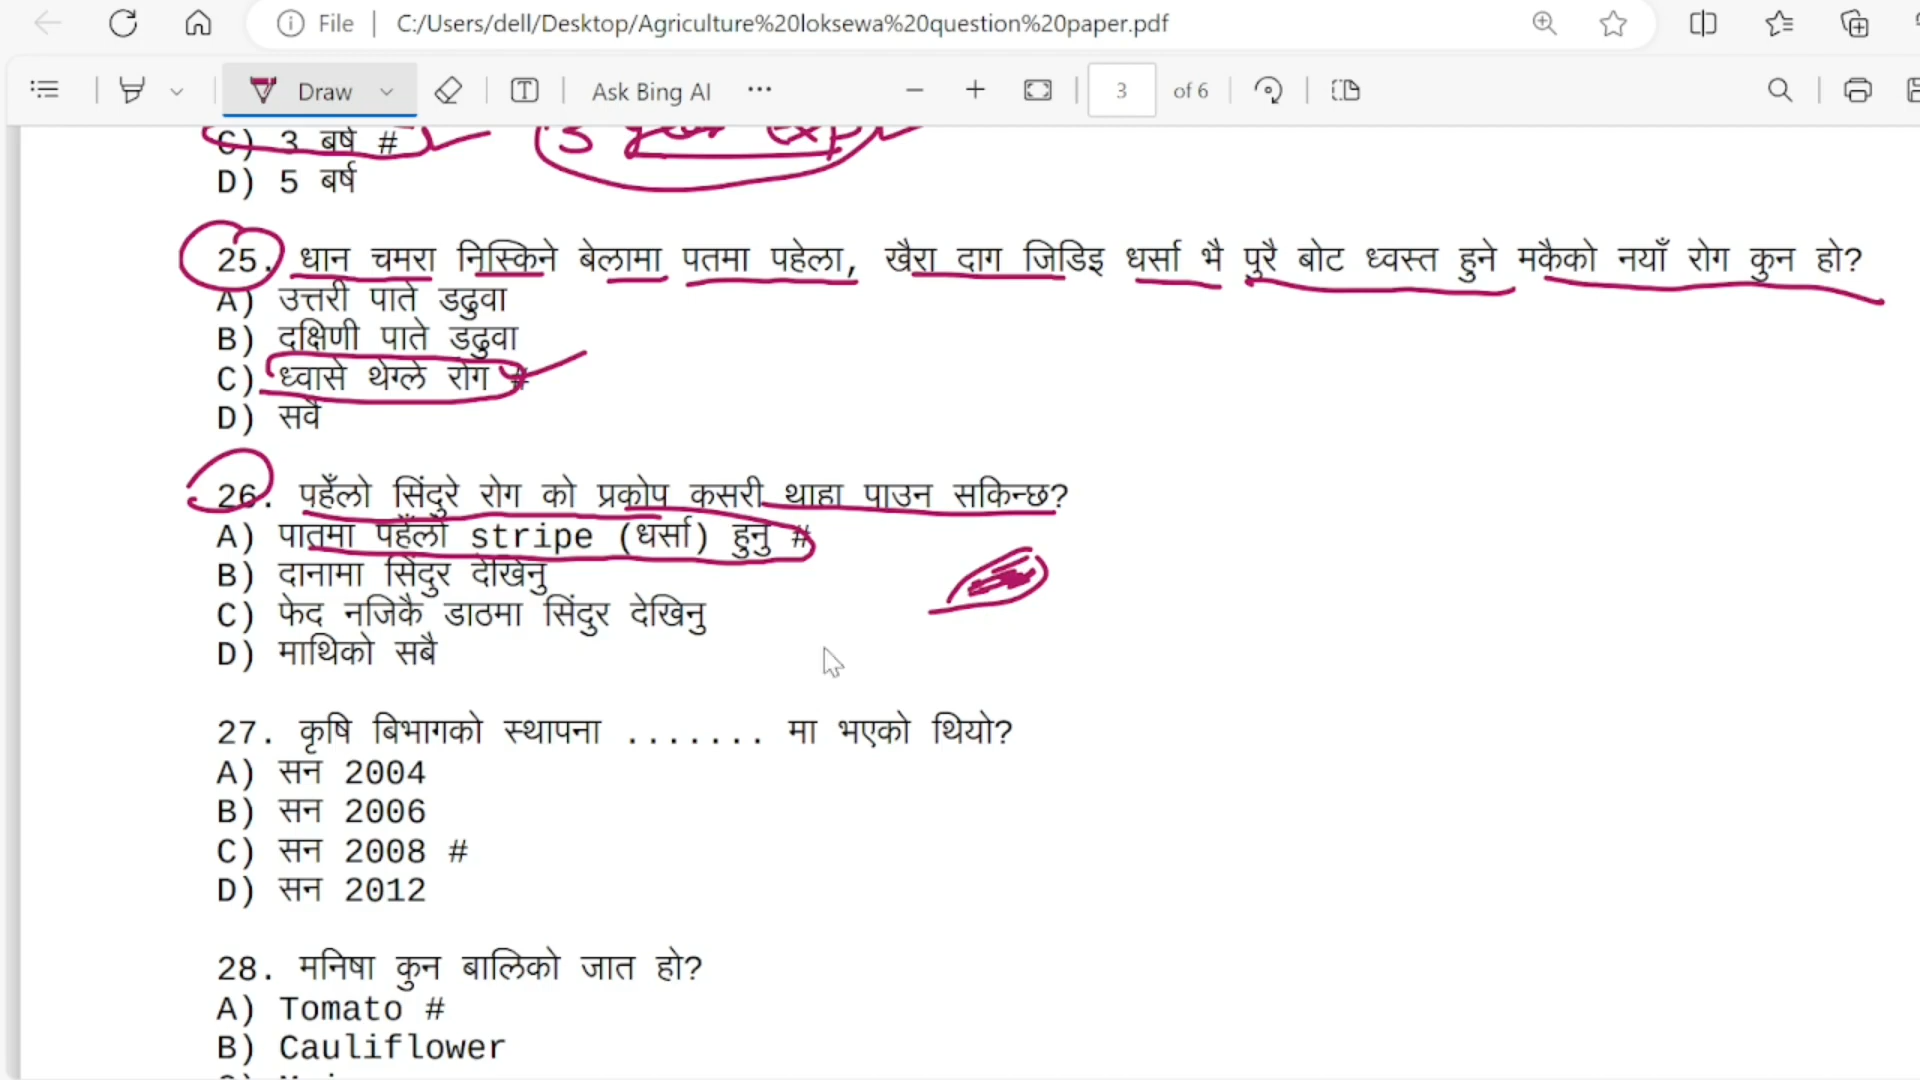 File | C:/Users/dell/Desktop/Agriculture%20loksewa%20question%20paper.pdf
Draw Ask Bing AI 3 of 6
C) 3 बर्ष # 3 year
D) 5 बर्ष
25. धान चमरा निस्किने बेलामा पतमा पहेला, खैरा दाग जिडिइ धर्सा भै पुरै बोट ध्वस्त हुने मकैको नयाँ रोग कुन हो?
A) उत्तरी पाते डढुवा
B) दक्षिणी पाते डढुवा
C) ध्वासे थेग्ले रोग #
D) सवै
26. पहेँलो सिंदुरे रोग को प्रकोप कसरी थाहा पाउन सकिन्छ?
A) पातमा पहेँलो stripe (धर्सा) हुनु #
B) दानामा सिंदुर देखिनु
C) फेद नजिकै डाठमा सिंदुर देखिनु
D) माथिको सबै
27. कृषि बिभागको स्थापना ....... मा भएको थियो?
A) सन 2004
B) सन 2006
C) सन 2008 #
D) सन 2012
28. मनिषा कुन बालिको जात हो?
A) Tomato #
B) Cauliflower